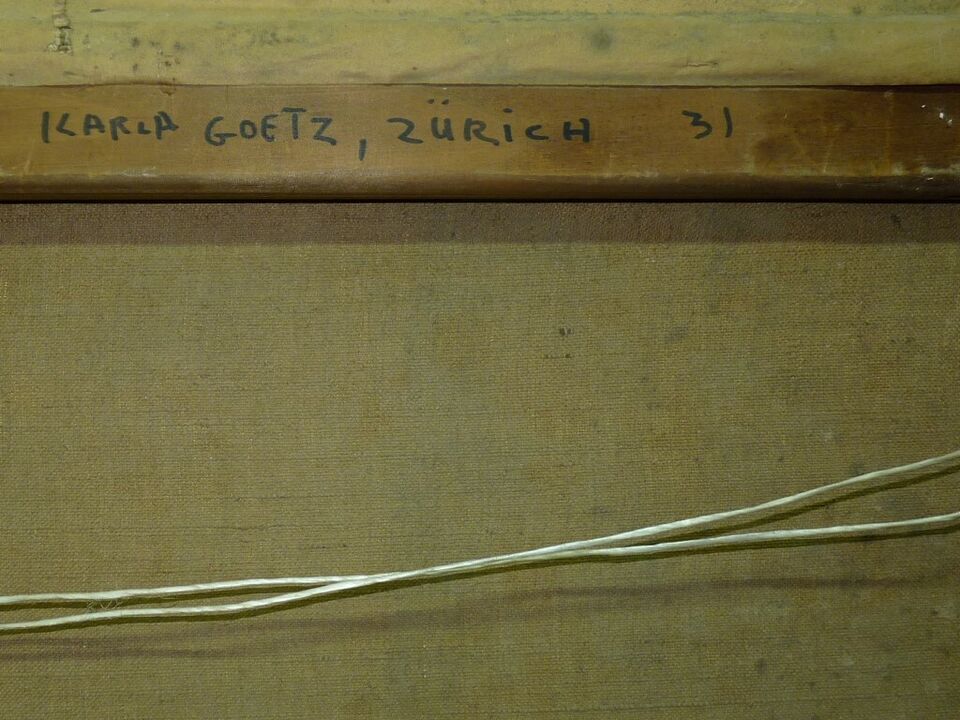 KARLA GOETZ, ZÜRiCH 31